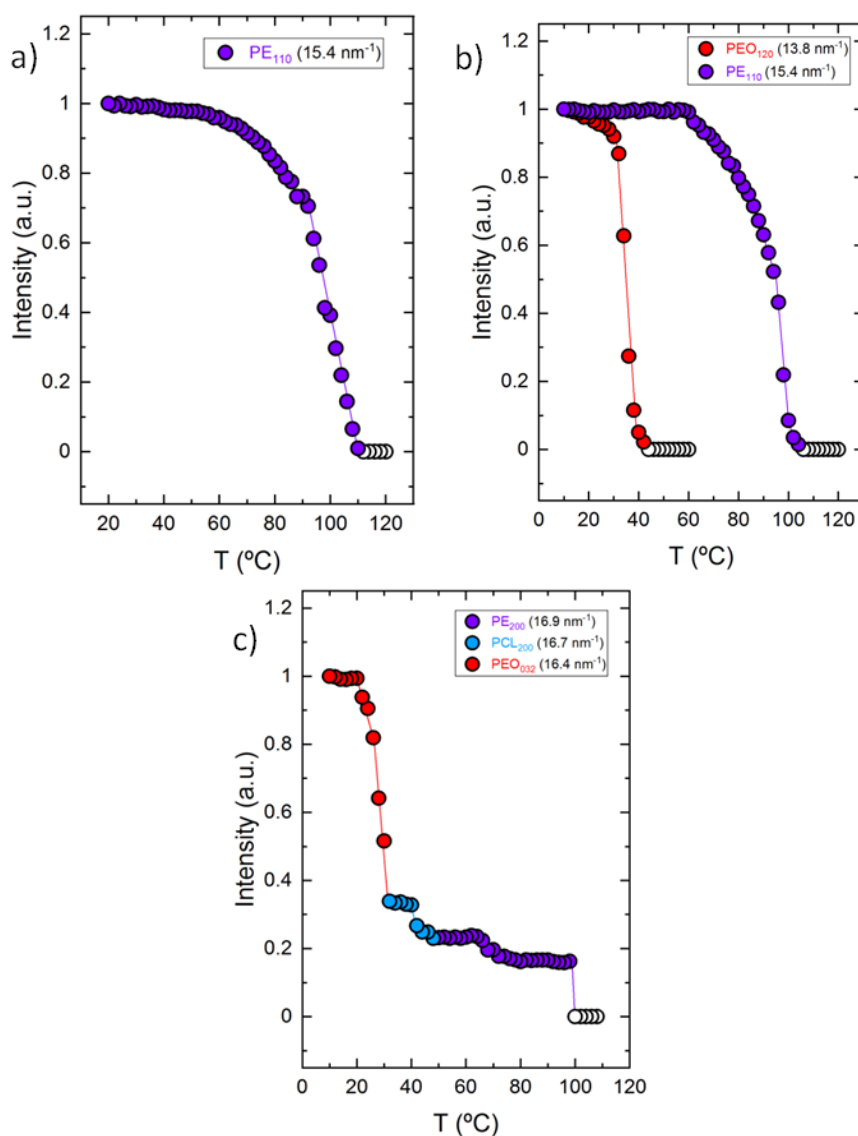 a)
PE110 (15.4 nm-1)
1.2
1
0.8
0.6
0.4
0.2
0
Intensity (a.u.)
20 40 60 80 100 120
T (ºC)
b)
PEO120 (13.8 nm-1)
PE110 (15.4 nm-1)
1.2
1
0.8
0.6
0.4
0.2
0
Intensity (a.u.)
0 20 40 60 80 100 120
T (ºC)
c)
PE200 (16.9 nm-1)
PCL200 (16.7 nm-1)
PEO032 (16.4 nm-1)
1.2
1
0.8
0.6
0.4
0.2
0
Intensity (a.u.)
0 20 40 60 80 100 120
T (ºC)